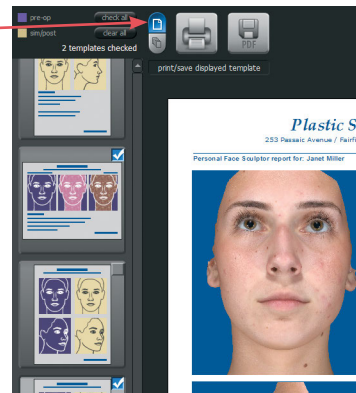 pre-op check all
sim/post clear all
2 templates checked
PDF
print/save displayed template
Plastic S
253 Passaic Avenue / Fairfi
Personal Face Sculptor report for: Janet Miller